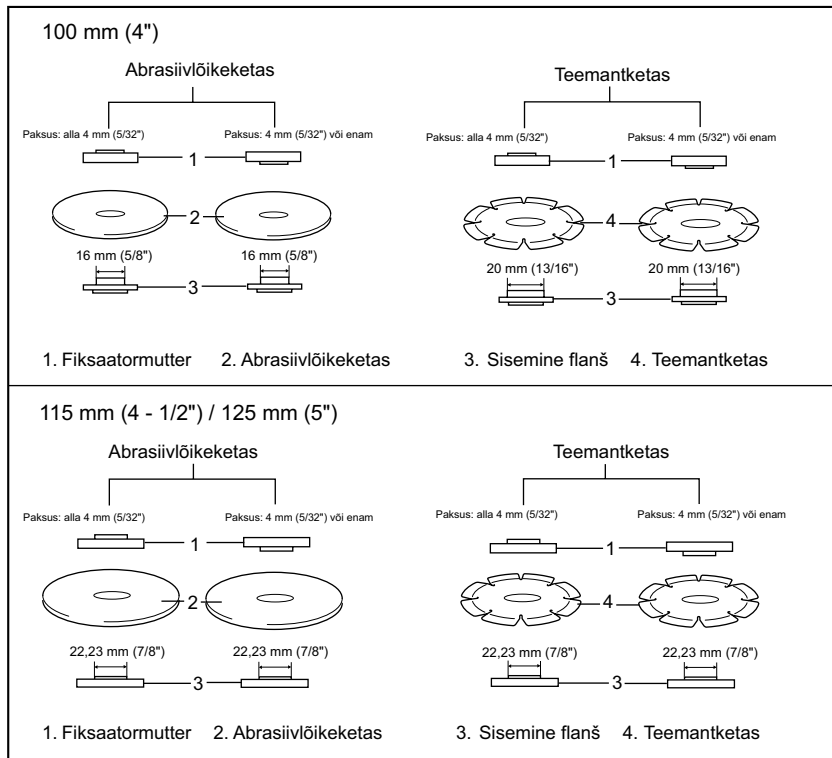 100 mm (4")
Abrasiivlõikeketas
Teemantketas
Paksus: alla 4 mm (5/32")
Paksus: 4 mm (5/32") või enam
Paksus: alla 4 mm (5/32")
Paksus: 4 mm (5/32") või enam
1
1
2
4
16 mm (5/8")
16 mm (5/8")
20 mm (13/16")
20 mm (13/16")
3
3
1. Fiksaatormutter 2. Abrasiivlõikeketas 3. Sisemine flanš 4. Teemantketas
115 mm (4 - 1/2") / 125 mm (5")
Abrasiivlõikeketas
Teemantketas
Paksus: alla 4 mm (5/32")
Paksus: 4 mm (5/32") või enam
Paksus: alla 4 mm (5/32")
Paksus: 4 mm (5/32") või enam
1
1
2
4
22,23 mm (7/8")
22,23 mm (7/8")
22,23 mm (7/8")
22,23 mm (7/8")
3
3
1. Fiksaatormutter 2. Abrasiivlõikeketas 3. Sisemine flanš 4. Teemantketas